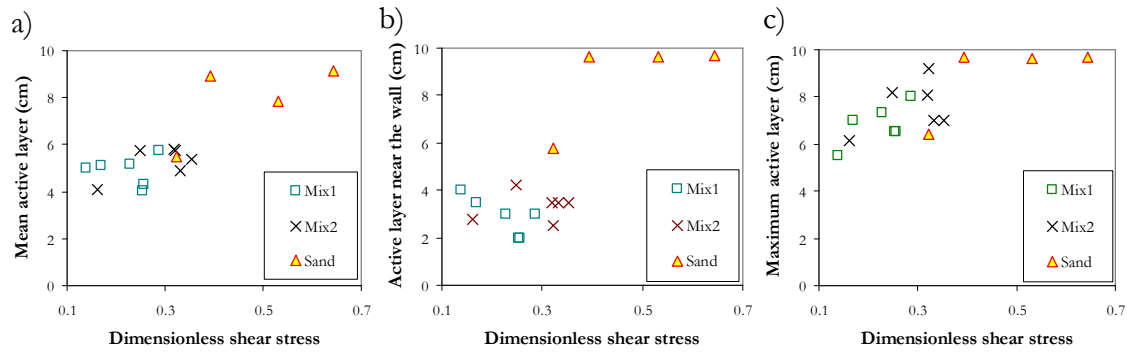 a)
Mean active layer (cm)
10
8
6
4
2
0
Mix1
Mix2
Sand
0.1
0.3
0.5
0.7
Dimensionless shear stress
b)
Active layer near the wall (cm)
10
8
6
4
2
0
Mix1
Mix2
Sand
0.1
0.3
0.5
0.7
Dimensionless shear stress
c)
Maximum active layer (cm)
10
8
6
4
2
0
Mix1
Mix2
Sand
0.1
0.3
0.5
0.7
Dimensionless shear stress